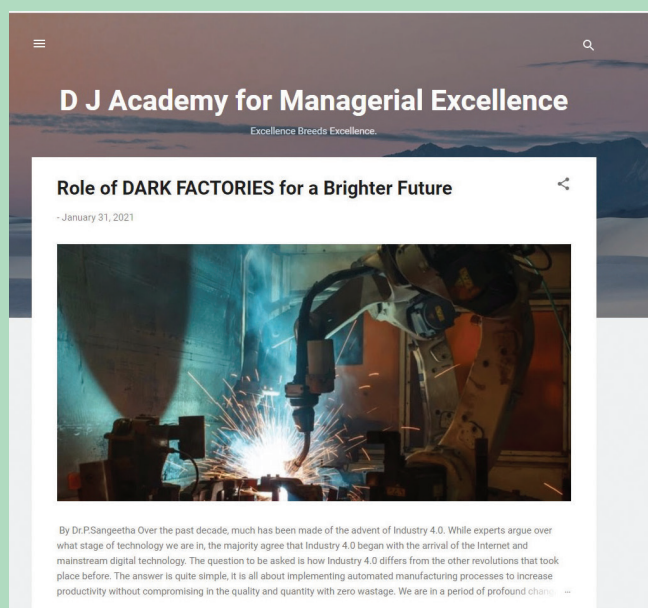 D J Academy for Managerial Excellence
Excellence Breeds Excellence.
Role of DARK FACTORIES for a Brighter Future
- January 31, 2021
By Dr.P.Sangeetha Over the past decade, much has been made of the advent of Industry 4.0. While experts argue over
what stage of technology we are in, the majority agree that Industry 4.0 began with the arrival of the Internet and
mainstream digital technology. The question to be asked is how Industry 4.0 differs from the other revolutions that took
place before. The answer is quite simple, it is all about implementing automated manufacturing processes to increase
productivity without compromising in the quality and quantity with zero wastage. We are in a period of profound